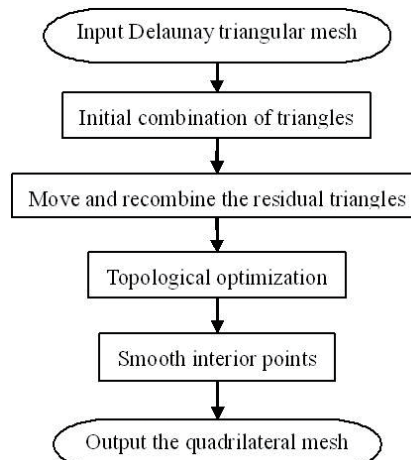 Input Delaunay triangular mesh
Initial combination of triangles
Move and recombine the residual triangles
Topological optimization
Smooth interior points
Output the quadrilateral mesh